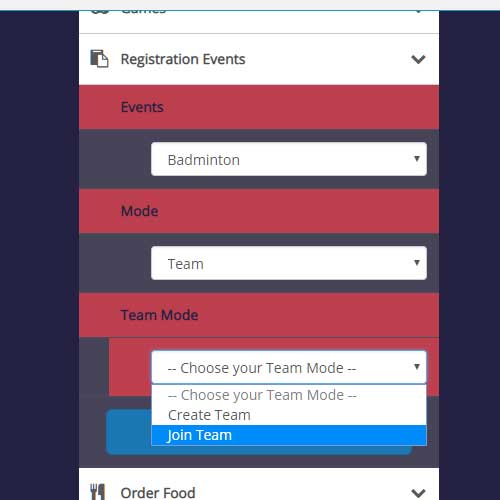 Games
Registration Events
Events
Badminton
Mode
Team
Team Mode
-- Choose your Team Mode --
-- Choose your Team Mode --
Create Team
Join Team
Order Food